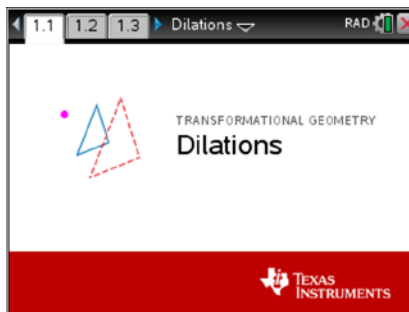 1.1 1.2 1.3 Dilations RAD
TRANSFORMATIONAL GEOMETRY
Dilations
TEXAS
INSTRUMENTS